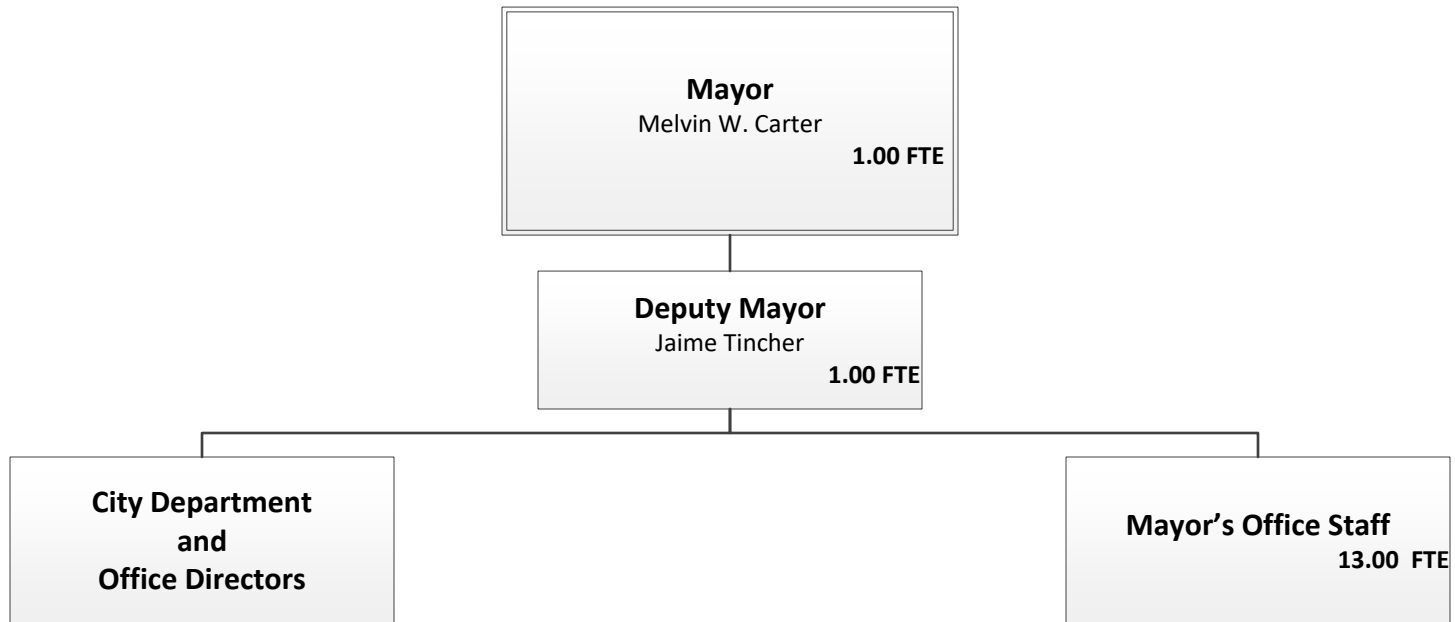 Mayor
Melvin W. Carter
1.00 FTE
Deputy Mayor
Jaime Tincher
1.00 FTE
City Department
and
Office Directors
Mayor’s Office Staff
13.00 FTE